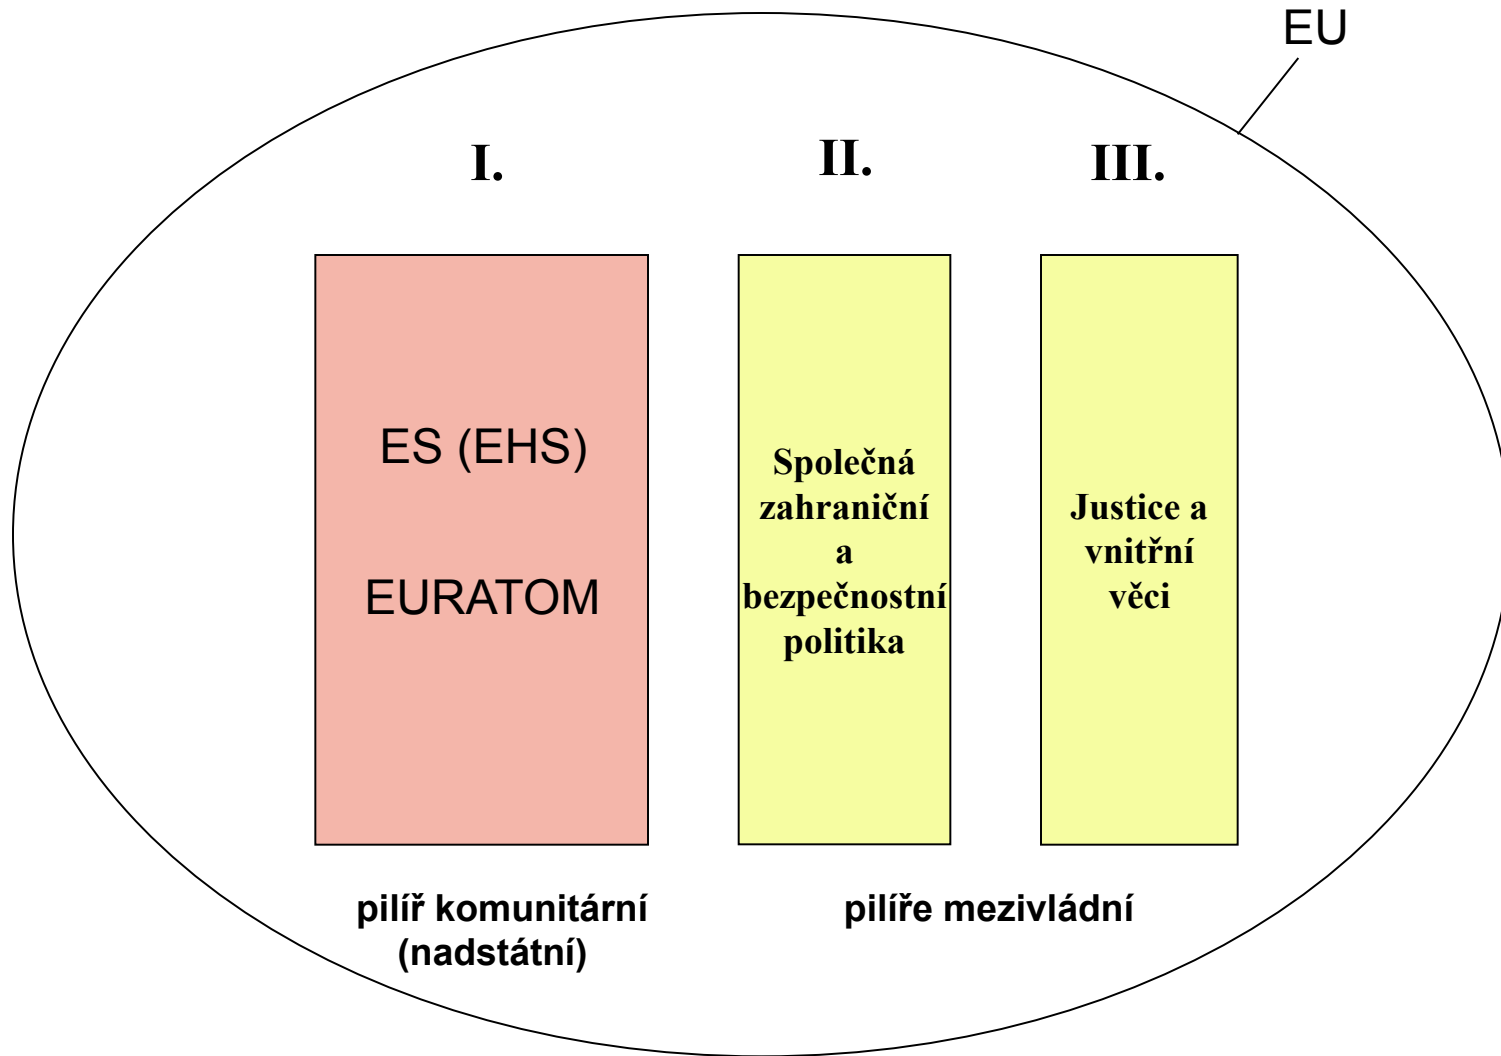 EU
I.
II.
III.
ES (EHS)
EURATOM
Společná
zahraniční
a
bezpečnostní
politika
Justice a
vnitřní
věci
pilíř komunitární
(nadstátní)
pilíře mezivládní